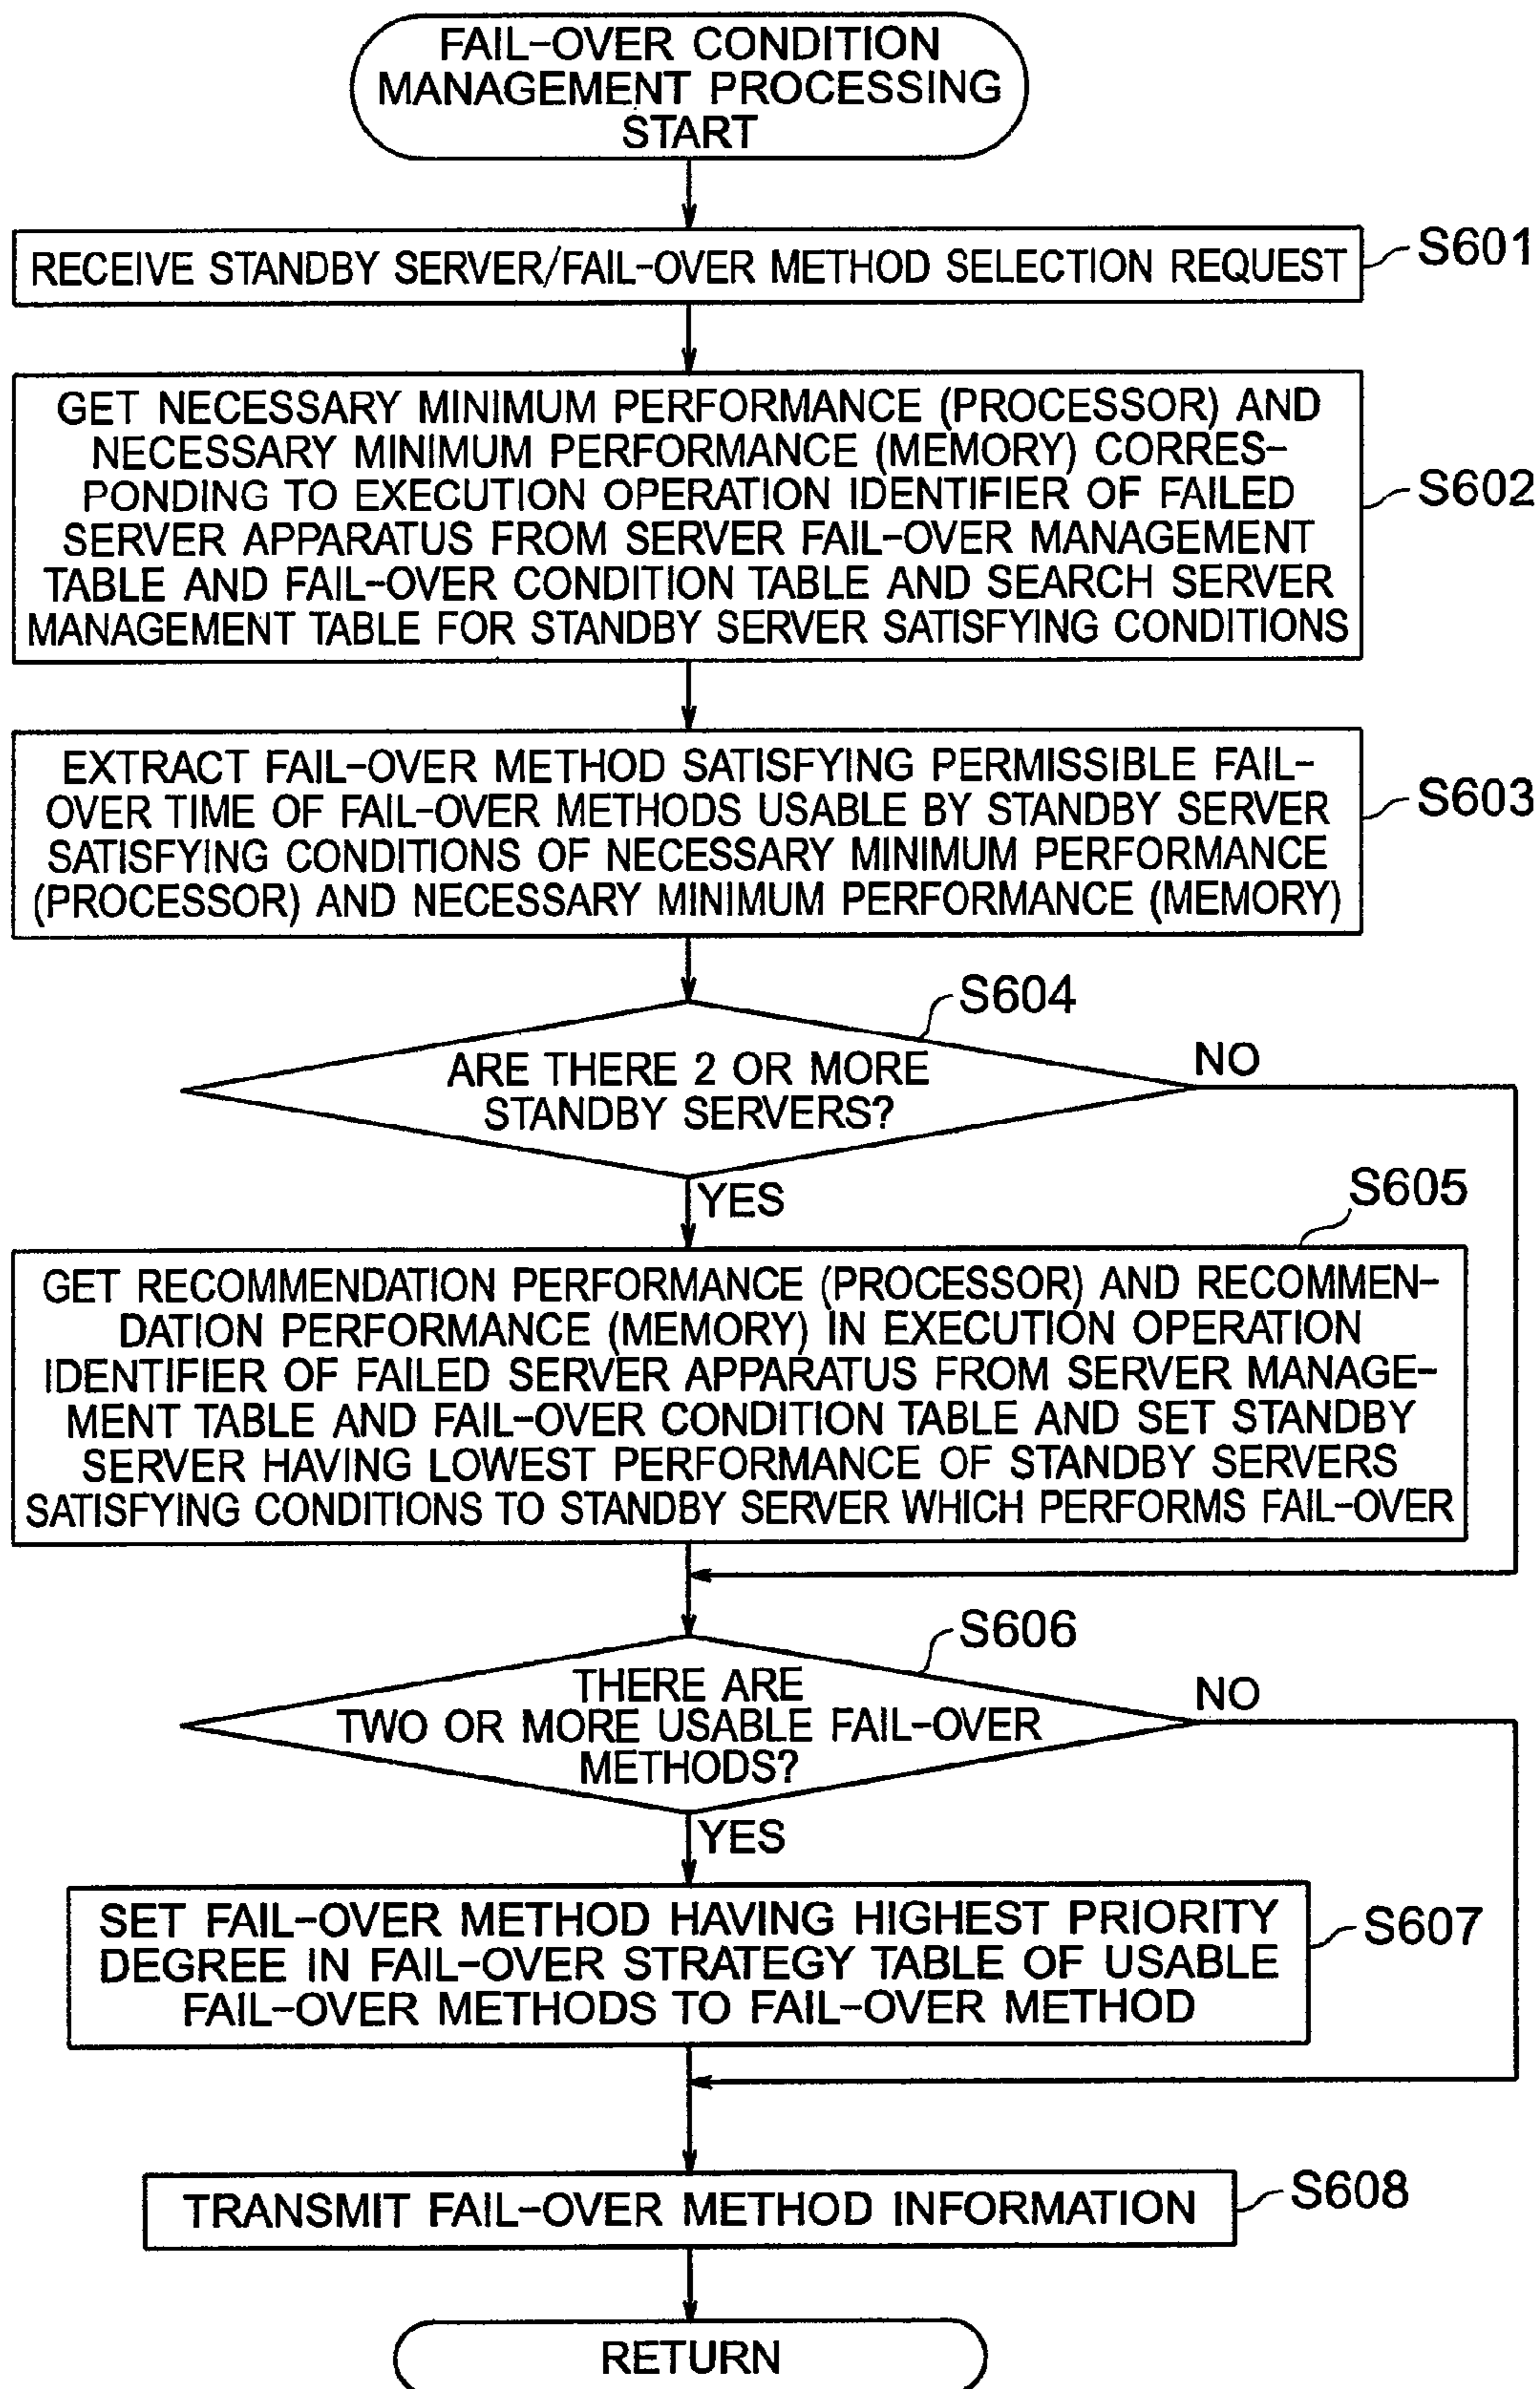 FAIL-OVER CONDITION
MANAGEMENT PROCESSING
START
RECEIVE STANDBY SERVER/FAIL-OVER METHOD SELECTION REQUEST
S601
GET NECESSARY MINIMUM PERFORMANCE (PROCESSOR) AND
NECESSARY MINIMUM PERFORMANCE (MEMORY) CORRES-
PONDING TO EXECUTION OPERATION IDENTIFIER OF FAILED
SERVER APPARATUS FROM SERVER FAIL-OVER MANAGEMENT
TABLE AND FAIL-OVER CONDITION TABLE AND SEARCH SERVER
MANAGEMENT TABLE FOR STANDBY SERVER SATISFYING CONDITIONS
S602
EXTRACT FAIL-OVER METHOD SATISFYING PERMISSIBLE FAIL-
OVER TIME OF FAIL-OVER METHODS USABLE BY STANDBY SERVER
SATISFYING CONDITIONS OF NECESSARY MINIMUM PERFORMANCE
(PROCESSOR) AND NECESSARY MINIMUM PERFORMANCE (MEMORY)
S603
S604
ARE THERE 2 OR MORE
STANDBY SERVERS?
NO
YES
S605
GET RECOMMENDATION PERFORMANCE (PROCESSOR) AND RECOMMEN-
DATION PERFORMANCE (MEMORY) IN EXECUTION OPERATION
IDENTIFIER OF FAILED SERVER APPARATUS FROM SERVER MANAGE-
MENT TABLE AND FAIL-OVER CONDITION TABLE AND SET STANDBY
SERVER HAVING LOWEST PERFORMANCE OF STANDBY SERVERS
SATISFYING CONDITIONS TO STANDBY SERVER WHICH PERFORMS FAIL-OVER
S606
THERE ARE
TWO OR MORE USABLE FAIL-OVER
METHODS?
NO
YES
SET FAIL-OVER METHOD HAVING HIGHEST PRIORITY
DEGREE IN FAIL-OVER STRATEGY TABLE OF USABLE
FAIL-OVER METHODS TO FAIL-OVER METHOD
S607
TRANSMIT FAIL-OVER METHOD INFORMATION
S608
RETURN